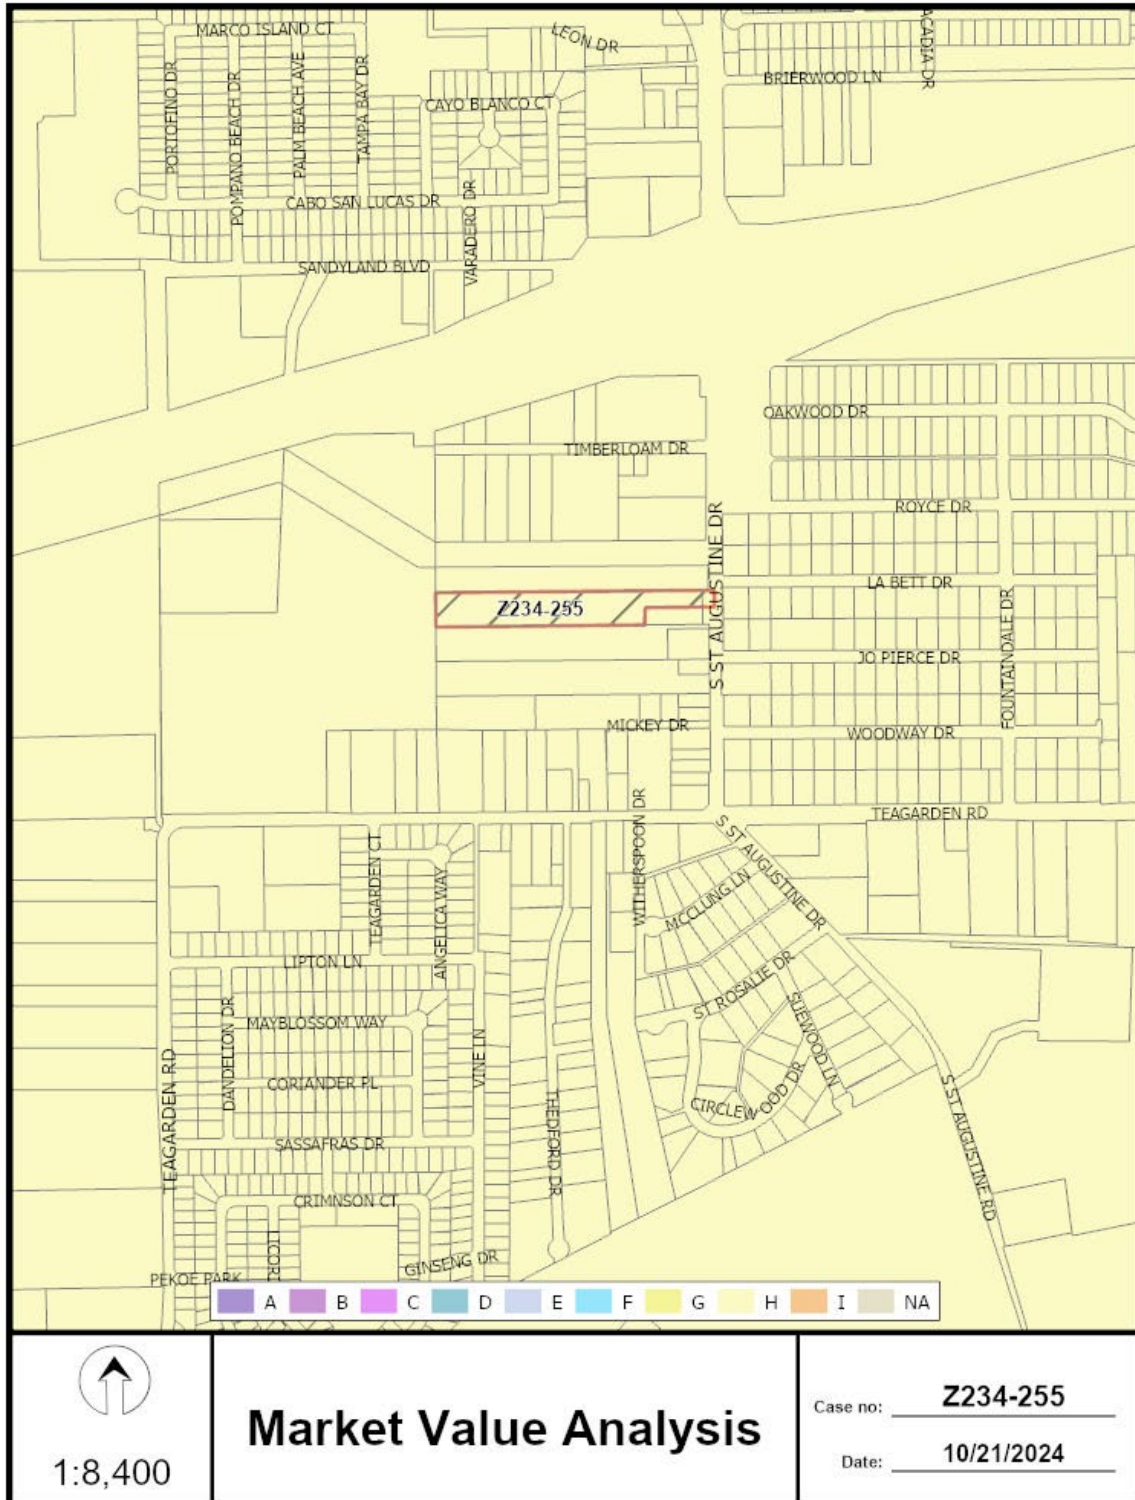 MARCO ISLAND CT
LEON DR
ACADIA DR
BRIERWOOD LN
PORTOFINO DR
POMPANO BEACH DR
PALM BEACH AVE
TAMPA BAY DR
CAYO BLANCO CT
CABO SAN LUCAS DR
VARADERO DR
SANDYLAND BLVD
OAKWOOD DR
TIMBERLOAM DR
ROYCE DR
S ST AUGUSTINE DR
LA BETT DR
Z234-255
FOUNTAINDALE DR
JO PIERCE DR
MICKEY DR
WOODWAY DR
TEAGARDEN RD
WITHERSPOON DR
S ST AUGUSTINE DR
TEAGARDEN CT
ANGELICA WAY
MCCLUNG LN
LIPTON LN
ST ROSALIE DR
SUEWOOD LN
DANDELION DR
MAYBLOSSOM WAY
VINE LN
TEAGARDEN RD
CORIANDER PL
CIRCLEWOOD DR
THEDFORD DR
SASSAFRAS DR
S ST AUGUSTINE RD
CRIMNSON CT
LICORI
GINSENG DR
PEKOE PARK
A B C D E F G H I NA
1:8,400
Market Value Analysis
Case no: Z234-255
Date: 10/21/2024